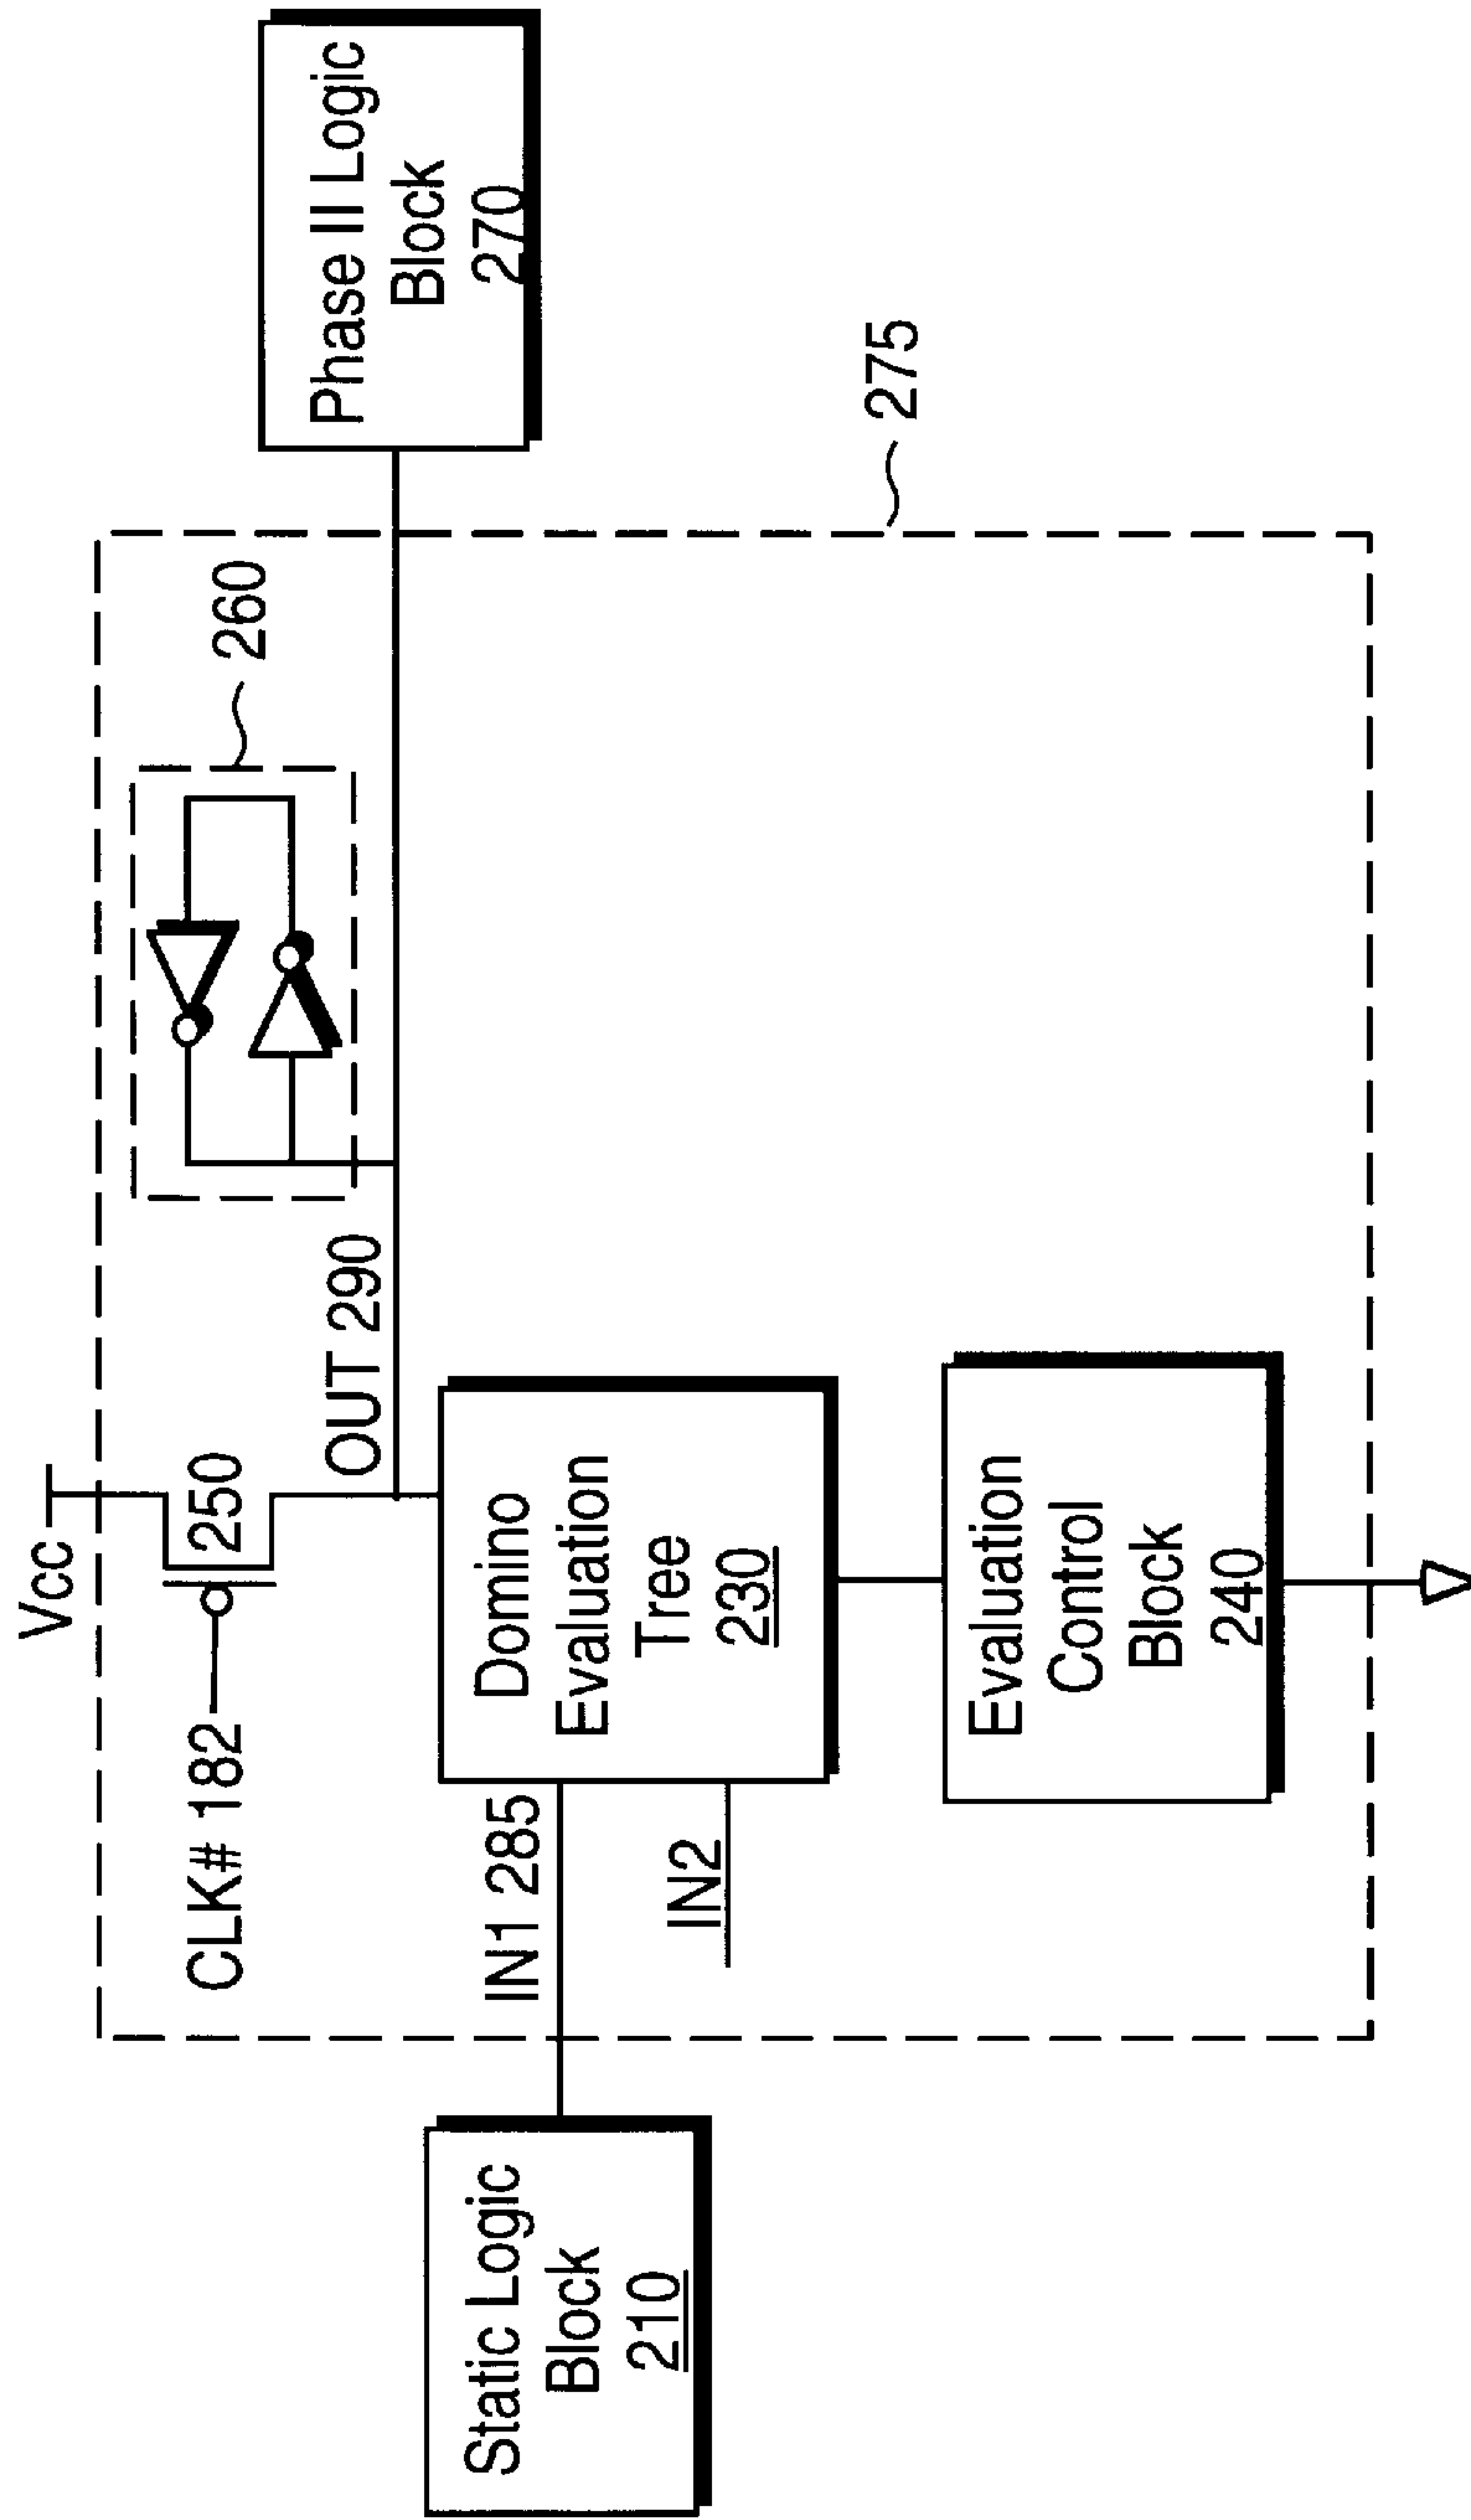 Vcc
CLK# 182
250
260
OUT 290
Phase III Logic
Block
270
275
IN1 285
IN2
Domino
Evaluation
Tree
230
Static Logic
Block
210
Evaluation
Control
Block
240